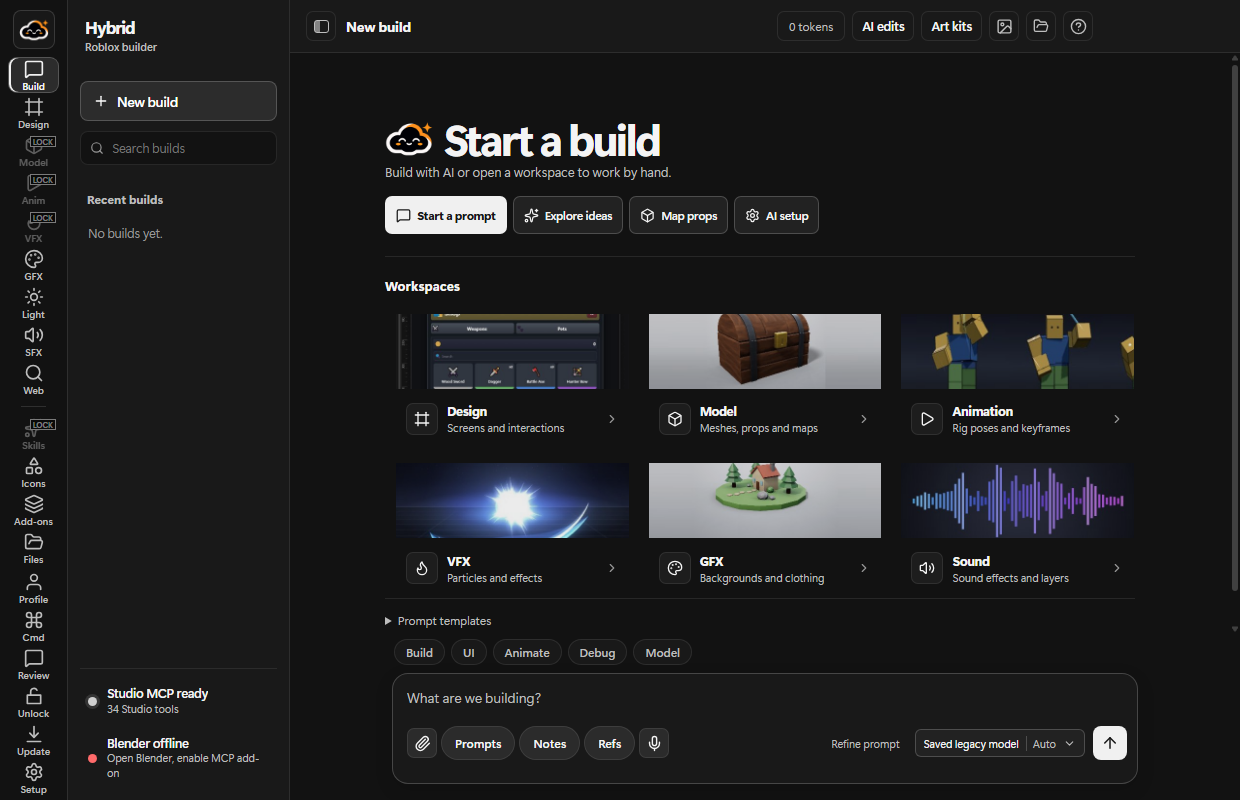 Build
Design
LOCK
Model
LOCK
Anim
LOCK
VFX
GFX
Light
SFX
Web
LOCK
Skills
Icons
Add-ons
Files
Profile
Cmd
Review
Unlock
Update
Setup
Hybrid
Roblox builder
New build
Search builds
Recent builds
No builds yet.
Studio MCP ready
34 Studio tools
Blender offline
Open Blender, enable MCP add-
on
New build
0 tokens
AI edits
Art kits
Start a build
Build with AI or open a workspace to work by hand.
Start a prompt
Explore ideas
Map props
AI setup
Workspaces
Weapons
Pets
Search
Design
Screens and interactions
Model
Meshes, props and maps
Animation
Rig poses and keyframes
VFX
Particles and effects
GFX
Backgrounds and clothing
Sound
Sound effects and layers
Prompt templates
Build
UI
Animate
Debug
Model
What are we building?
Prompts
Notes
Refs
Refine prompt
Saved legacy model
Auto